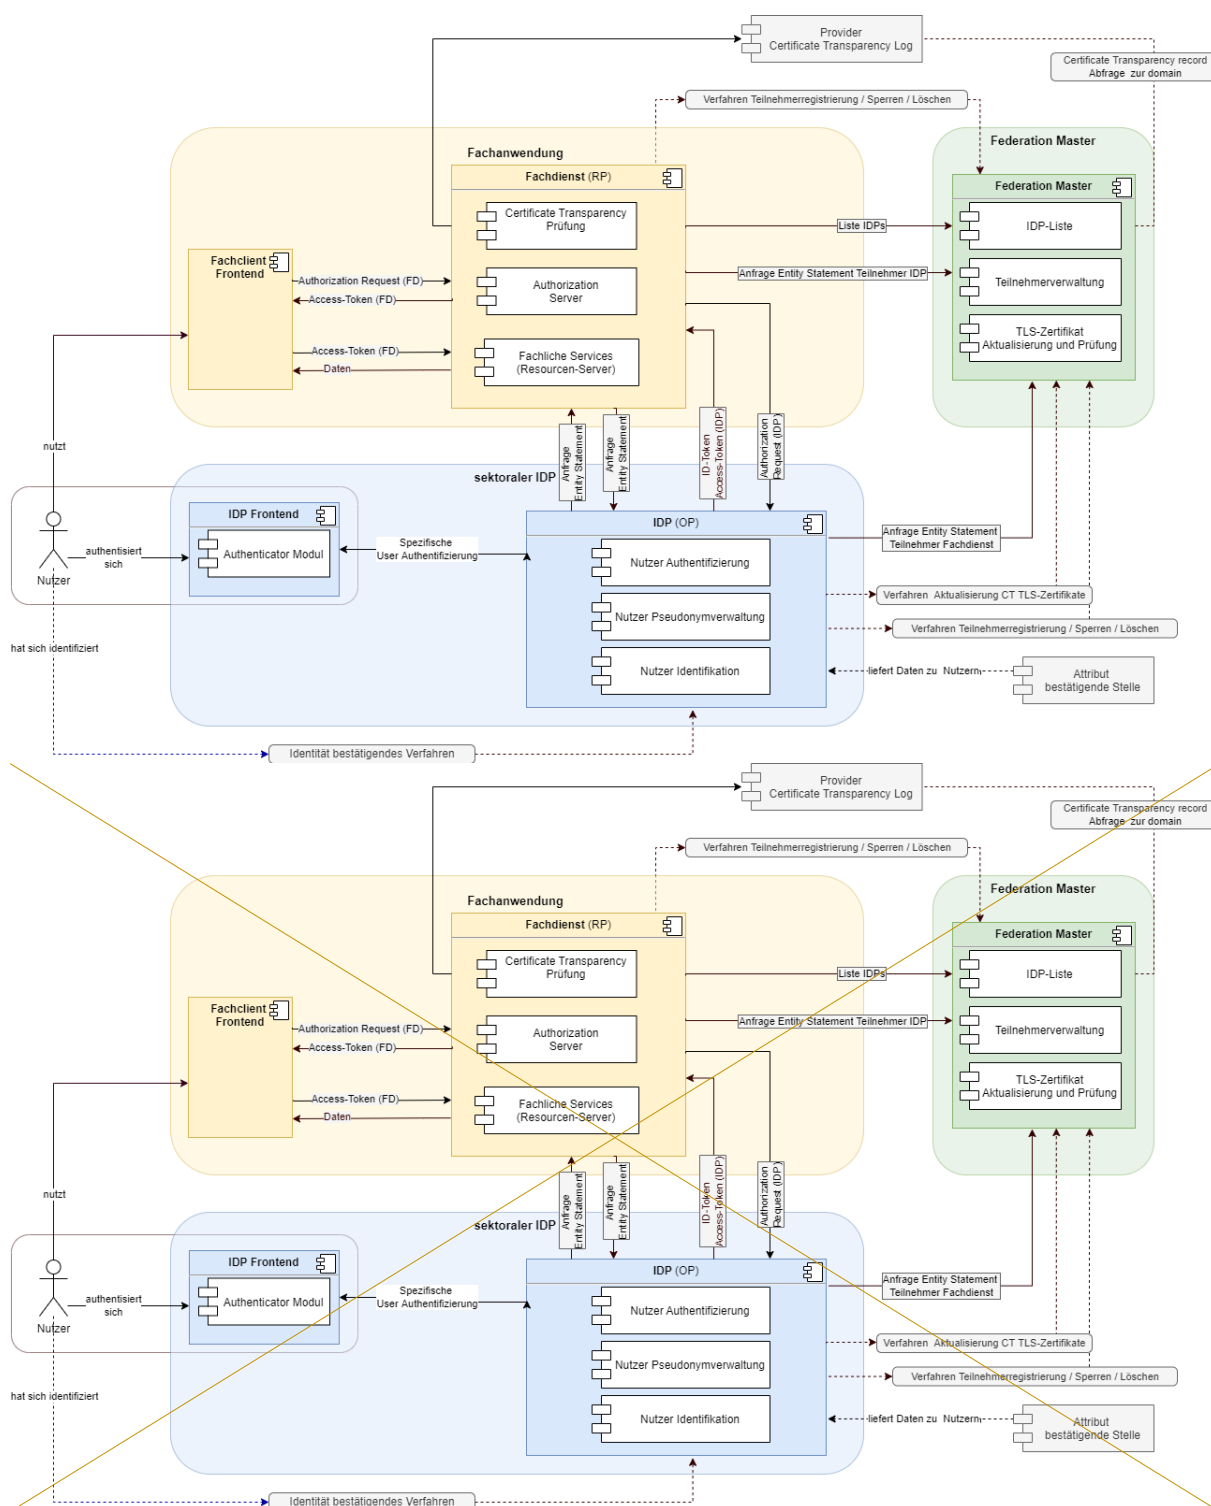 Provider
Certificate Transparency Log
Certificate Transparency record
Abfrage zur domain
Verfahren Teilnehmerregistrierung / Sperren / Löschen
Fachanwendung
Federation Master
Fachdienst (RP)
Federation Master
Certificate Transparency
Prüfung
Liste IDPs
IDP-Liste
Fachclient
Frontend
Authorization Request (FD)
Access-Token (FD)
Authorization
Server
Anfrage Entity Statement Teilnehmer IDP
Teilnehmerverwaltung
TLS-Zertifikat
Aktualisierung und Prüfung
Access-Token (FD)
Daten
Fachliche Services
(Resourcen-Server)
nutzt
Anfrage
Entity Statement
Anfrage
Entity Statement
ID-Token
Access-Token (IDP)
Authorization
Request (IDP)
sektoraler IDP
IDP Frontend
Authenticator Modul
Nutzer
authentisiert
sich
Spezifische
User Authentifizierung
IDP (OP)
Nutzer Authentifizierung
Nutzer Pseudonymverwaltung
Nutzer Identifikation
Anfrage Entity Statement
Teilnehmer Fachdienst
Verfahren Aktualisierung CT TLS-Zertifikate
Verfahren Teilnehmerregistrierung / Sperren / Löschen
liefert Daten zu Nutzern
Attribut
bestätigende Stelle
hat sich identifiziert
Identität bestätigendes Verfahren
Provider
Certificate Transparency Log
Certificate Transparency record
Abfrage zur domain
Verfahren Teilnehmerregistrierung / Sperren / Löschen
Fachanwendung
Federation Master
Fachdienst (RP)
Federation Master
Certificate Transparency
Prüfung
Liste IDPs
IDP-Liste
Fachclient
Frontend
Authorization Request (FD)
Access-Token (FD)
Authorization
Server
Anfrage Entity Statement Teilnehmer IDP
Teilnehmerverwaltung
TLS-Zertifikat
Aktualisierung und Prüfung
Access-Token (FD)
Daten
Fachliche Services
(Resourcen-Server)
nutzt
Anfrage
Entity Statement
Anfrage
Entity Statement
ID-Token
Access-Token (IDP)
Authorization
Request (IDP)
sektoraler IDP
IDP Frontend
Authenticator Modul
Nutzer
authentisiert
sich
Spezifische
User Authentifizierung
IDP (OP)
Nutzer Authentifizierung
Nutzer Pseudonymverwaltung
Nutzer Identifikation
Anfrage Entity Statement
Teilnehmer Fachdienst
Verfahren Aktualisierung CT TLS-Zertifikate
Verfahren Teilnehmerregistrierung / Sperren / Löschen
liefert Daten zu Nutzern
Attribut
bestätigende Stelle
hat sich identifiziert
Identität bestätigendes Verfahren